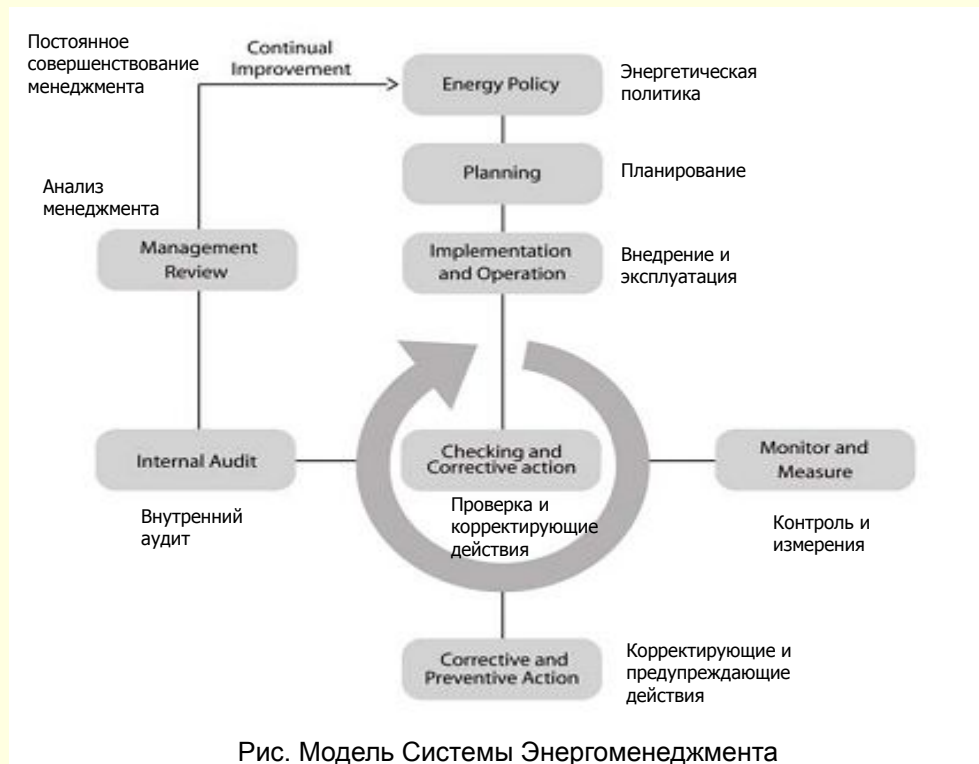 Постоянное
совершенствование
менеджмента
Continual
Improvement
Energy Policy
Энергетическая
политика
Planning
Планирование
Анализ
менеджмента
Management
Review
Implementation
and Operation
Внедрение и
эксплуатация
Internal Audit
Внутренний
аудит
Checking and
Corrective action
Проверка и
корректирующие
действия
Monitor and
Measure
Контроль и
измерения
Corrective and
Preventive Action
Корректирующие и
предупреждающие
действия
Рис. Модель Системы Энергоменеджмента